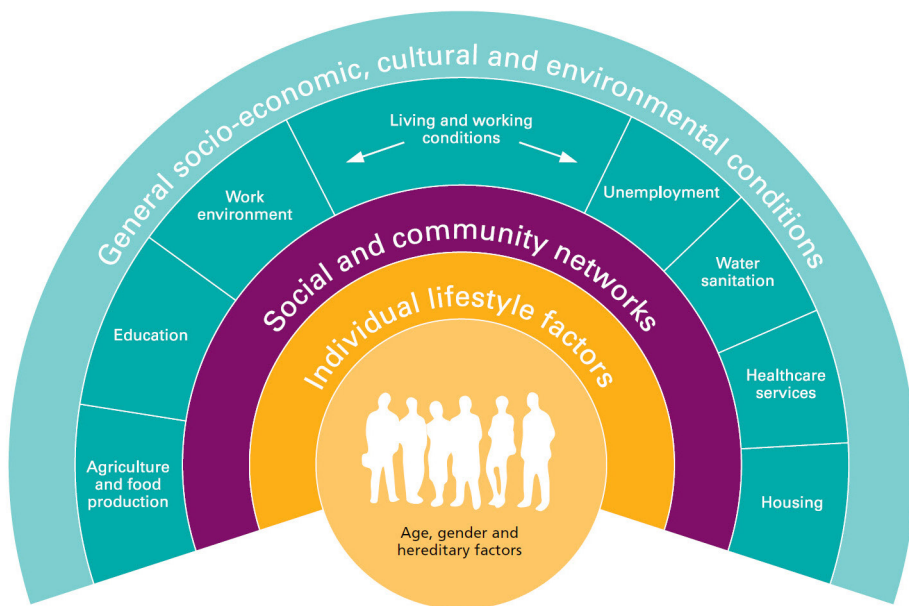 General socio-economic, cultural and environmental conditions
Living and working
conditions
Work
environment
Unemployment
Education
Water
sanitation
Agriculture
and food
production
Healthcare
services
Housing
Social and community networks
Individual lifestyle factors
Age, gender and
hereditary factors